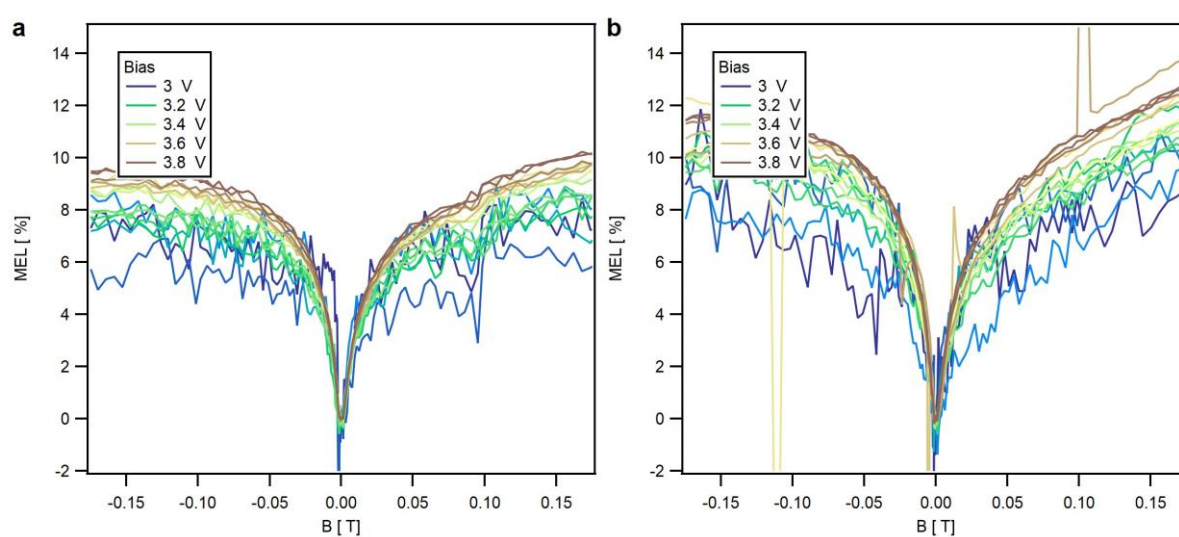 a
14
12
10
8
6
4
2
0
-2
MEL [ %]
Bias
3 V
3.2 V
3.4 V
3.6 V
3.8 V
-0.15
-0.10
-0.05
0.00
0.05
0.10
0.15
B [ T]
b
14
12
10
8
6
4
2
0
-2
MEL [ %]
Bias
3 V
3.2 V
3.4 V
3.6 V
3.8 V
-0.15
-0.10
-0.05
0.00
0.05
0.10
0.15
B [ T]